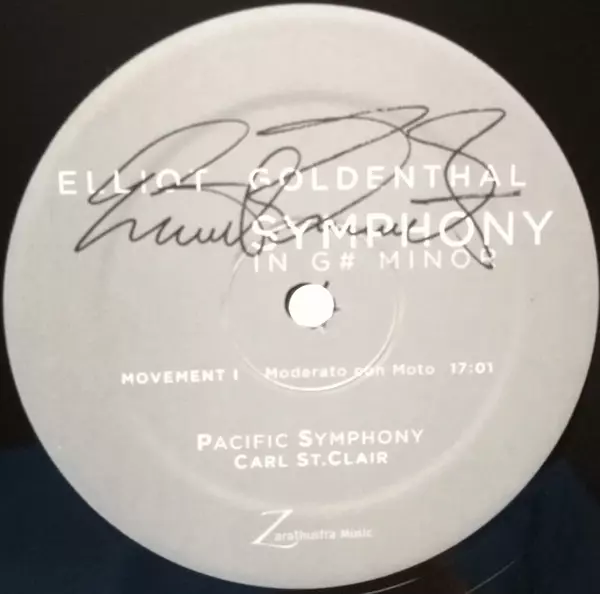 ELLIOT GOLDENTHAL
SYMPHONY
IN G# MINOR
MOVEMENT I Moderato con Moto 17:01
PACIFIC SYMPHONY
CARL ST.CLAIR
Zarathustra Music